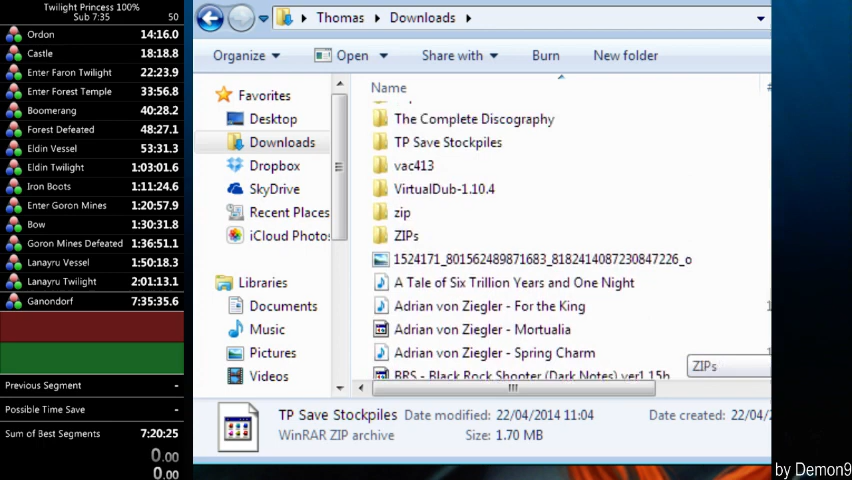 Twilight Princess 100%
Sub 7:35 50
Ordon 14:16.0
Castle 18:18.8
Enter Faron Twilight 22:23.9
Enter Forest Temple 33:56.8
Boomerang 40:28.2
Forest Defeated 48:27.1
Eldin Vessel 53:31.3
Eldin Twilight 1:03:01.6
Iron Boots 1:11:24.6
Enter Goron Mines 1:20:57.9
Bow 1:30:31.8
Goron Mines Defeated 1:36:51.1
Lanayru Vessel 1:50:18.3
Lanayru Twilight 2:01:13.1
Ganondorf 7:35:35.6
Previous Segment -
Possible Time Save -
Sum of Best Segments 7:20:25
0.00
0.00
Thomas Downloads
Organize Open Share with Burn New folder
Favorites
Desktop
Downloads
Dropbox
SkyDrive
Recent Places
iCloud Photos
Libraries
Documents
Music
Pictures
Videos
Name
The Complete Discography
TP Save Stockpiles
vac413
VirtualDub-1.10.4
zip
ZIPs
1524171_801562489871683_8182414087230847226_o
A Tale of Six Trillion Years and One Night
Adrian von Ziegler - For the King
Adrian von Ziegler - Mortualia
Adrian von Ziegler - Spring Charm
BRS - Black Rock Shooter (Dark Notes) ver1.15b
ZIPs
TP Save Stockpiles Date modified: 22/04/2014 11:04 Date created: 22/04/2
WinRAR ZIP archive Size: 1.70 MB
by Demon9